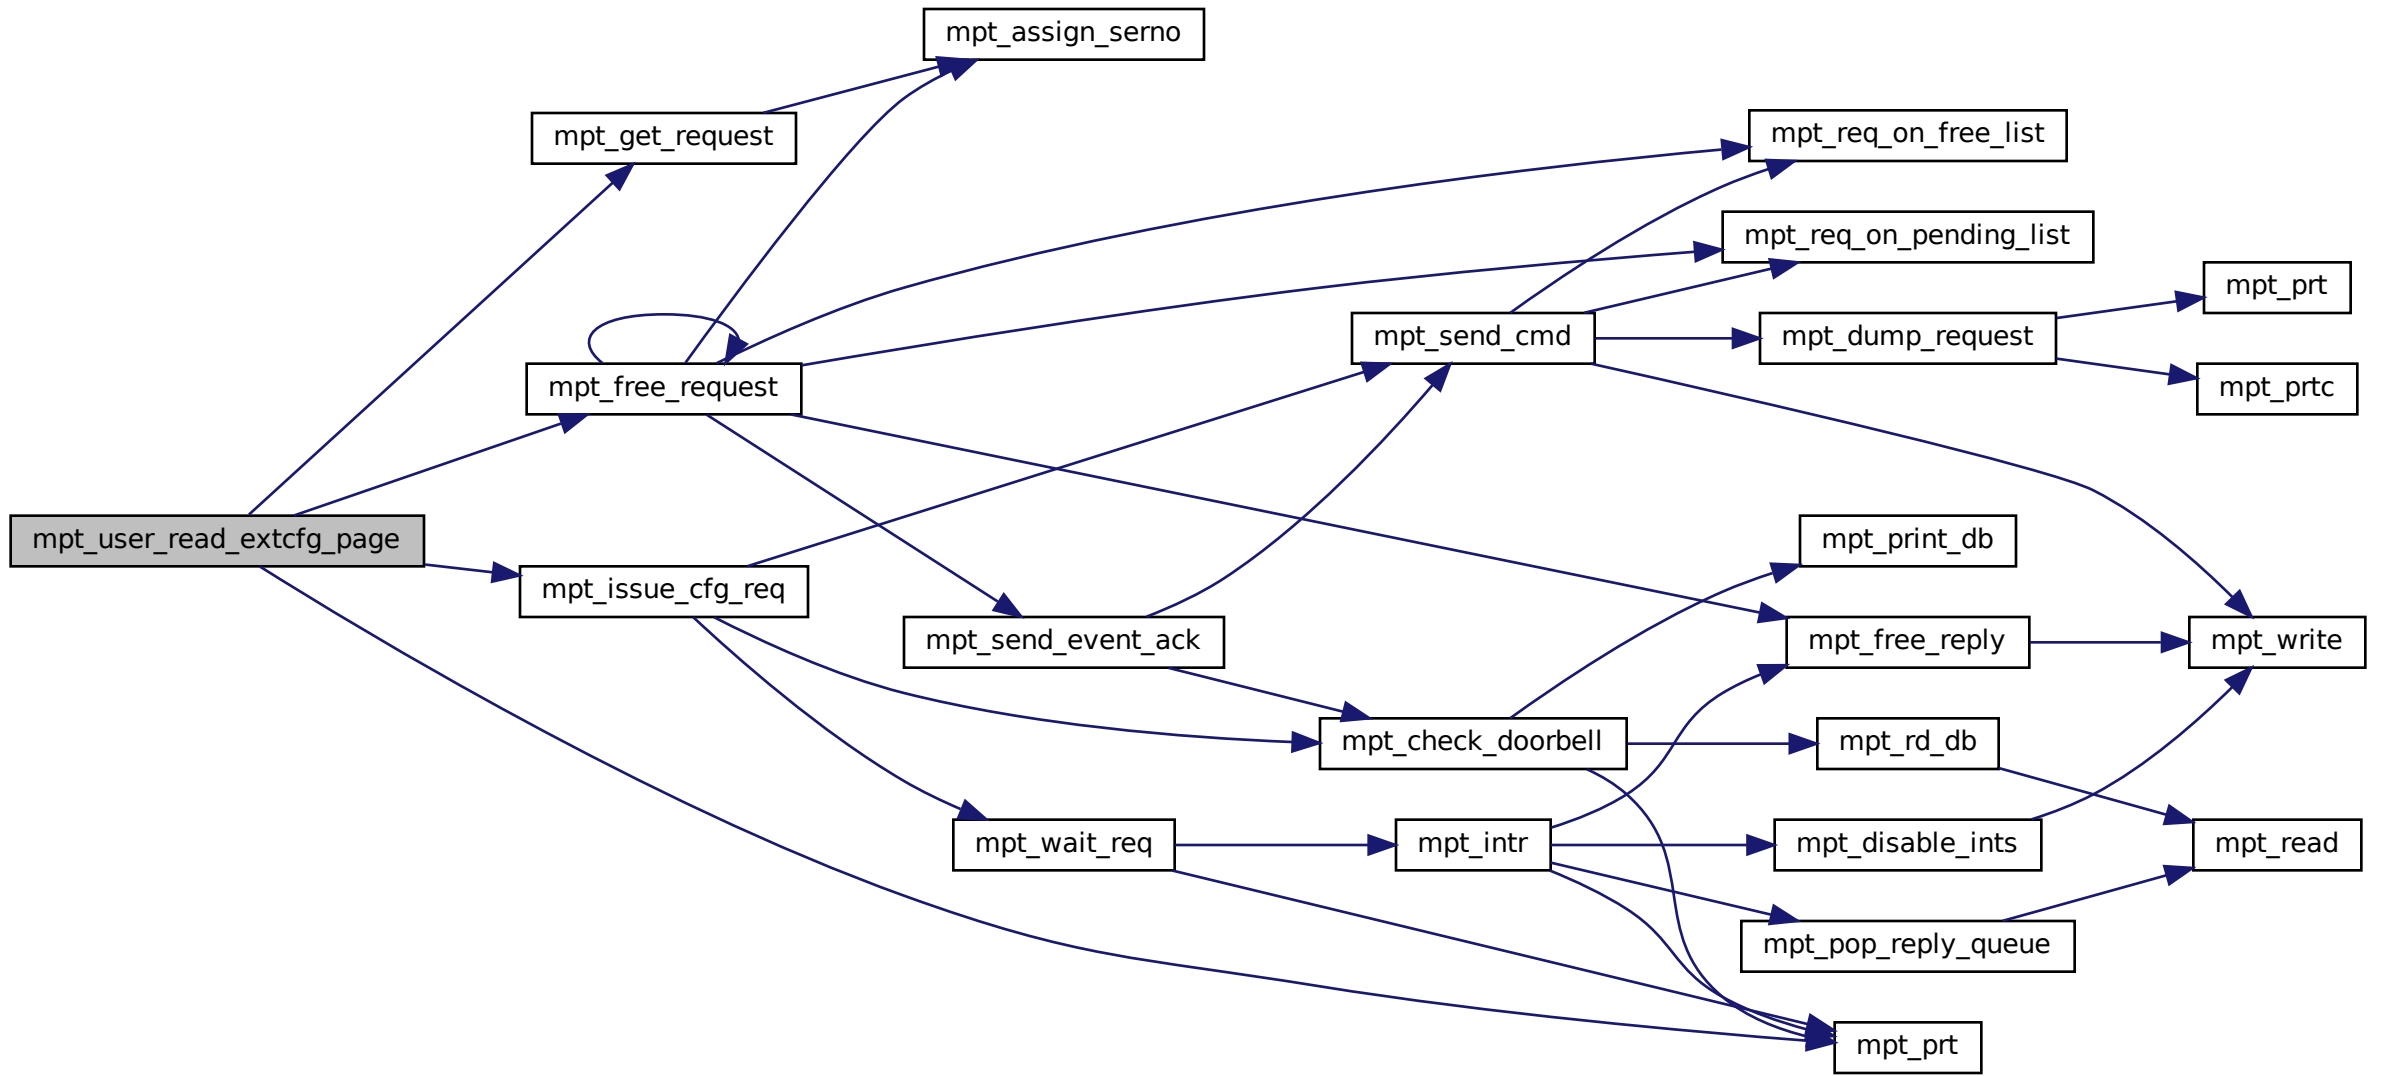 mpt_assign_serno
mpt_get_request
mpt_req_on_free_list
mpt_req_on_pending_list
mpt_prt
mpt_send_cmd
mpt_dump_request
mpt_free_request
mpt_prtc
mpt_user_read_extcfg_page
mpt_print_db
mpt_issue_cfg_req
mpt_send_event_ack
mpt_free_reply
mpt_write
mpt_check_doorbell
mpt_rd_db
mpt_wait_req
mpt_intr
mpt_disable_ints
mpt_read
mpt_pop_reply_queue
mpt_prt